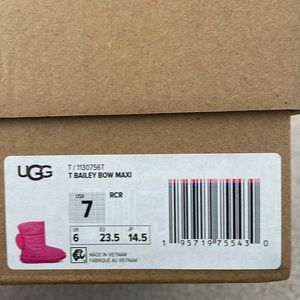 UGG
T / 1130756T
T BAILEY BOW MAXI
USA
7
RCR
UK EU JP
6 23.5 14.5
MADE IN VIETNAM
FABRIQUÉ AU VIETNAM
1 95719 75543 0